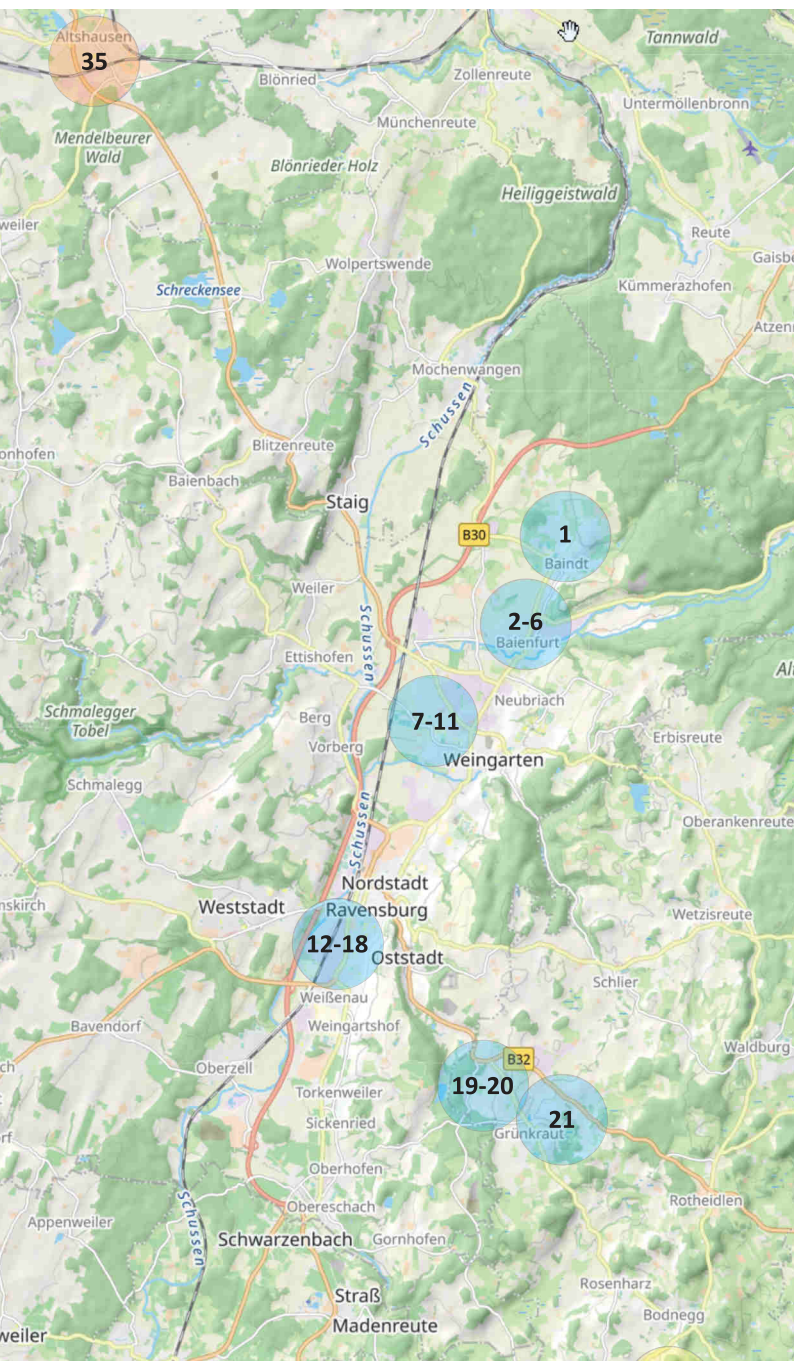 Altshausen
35
Tannwald
Blönried
Zollenreute
Untermöllenbronn
Münchenreute
Mendelbeurer
Wald
Blönrieder Holz
Heiliggeistwald
weiler
Reute
Gaisbe
Wolpertswende
Schreckensee
Kümmerazhofen
Atzenr
Mochenwangen
Schussen
Blitzenreute
onhofen
Baienbach
Staig
B30
1
Baindt
Weiler
2-6
Baienfurt
Schussen
Ettishofen
Alt
Neubriach
Schmalegger
Tobel
Berg
7-11
Vorberg
Erbisreute
Weingarten
Schmalegg
Schussen
Oberankenreute
Nordstadt
Weststadt
Ravensburg
nskirch
Wetzisreute
12-18
Oststadt
Schlier
Weißenau
Bavendorf
Weingartshof
Waldburg
B32
ch
Oberzell
19-20
Torkenweiler
21
Sickenried
Grünkraut
rf
Oberhofen
Schussen
Rotheidlen
Obereschach
Appenweiler
Schwarzenbach
Gornhofen
Rosenharz
Straß
Bodnegg
weiler
Madenreute